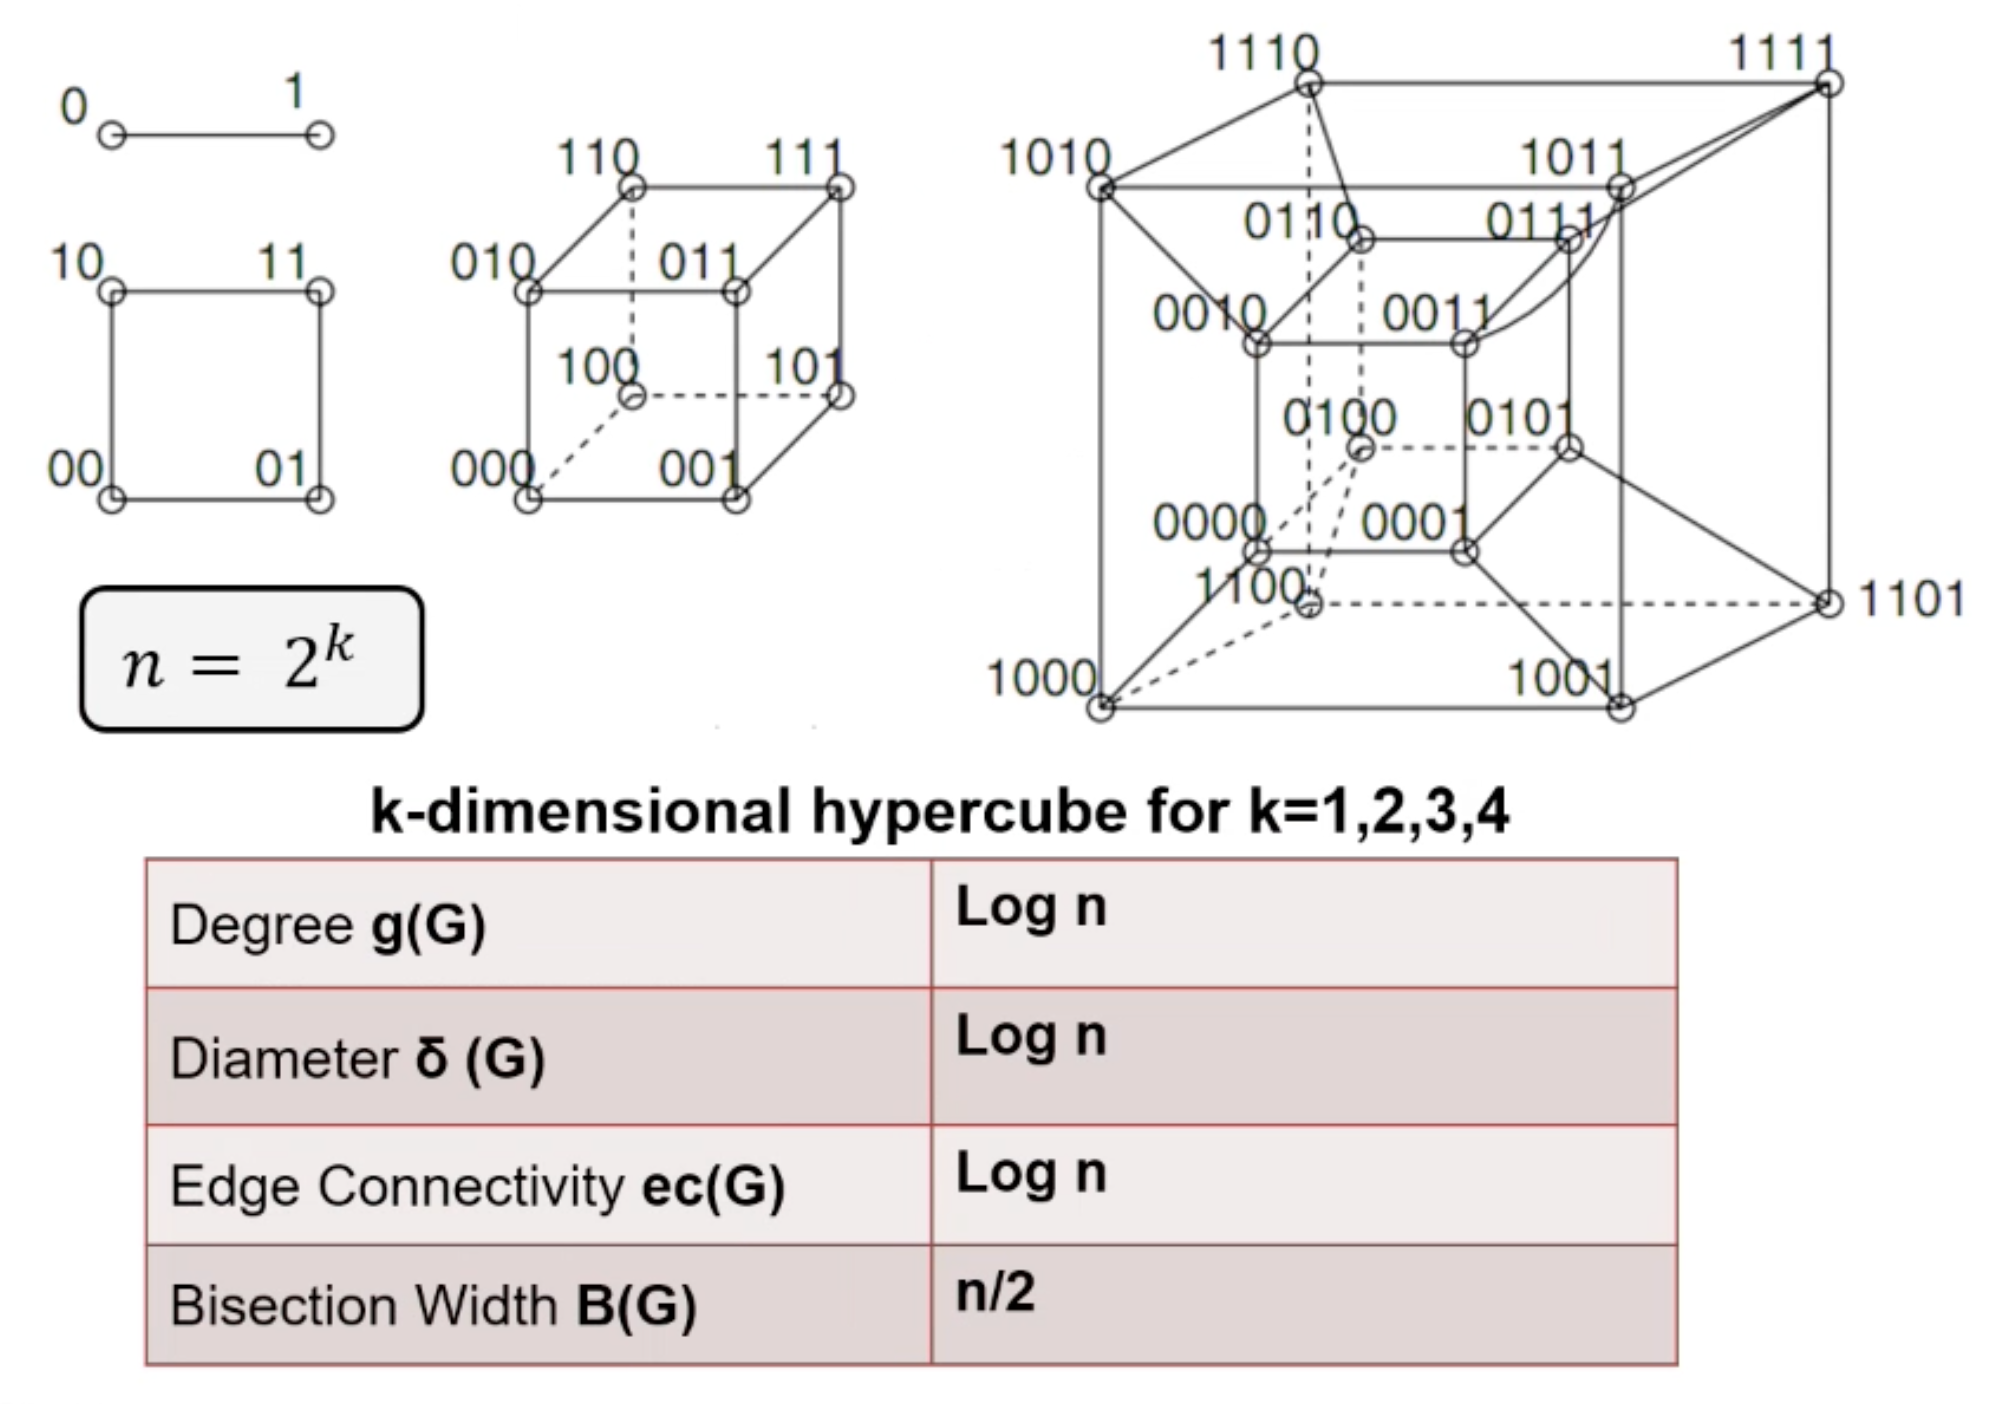 0 1
10 11
00 01
110 111
010 011
100 101
000 001
1110 1111
1010 1011
0110 0111
0010 0011
0100 0101
0000 0001
1100 1101
1000 1001
n = 2^k
k-dimensional hypercube for k=1,2,3,4
Degree g(G) Log n
Diameter δ (G) Log n
Edge Connectivity ec(G) Log n
Bisection Width B(G) n/2